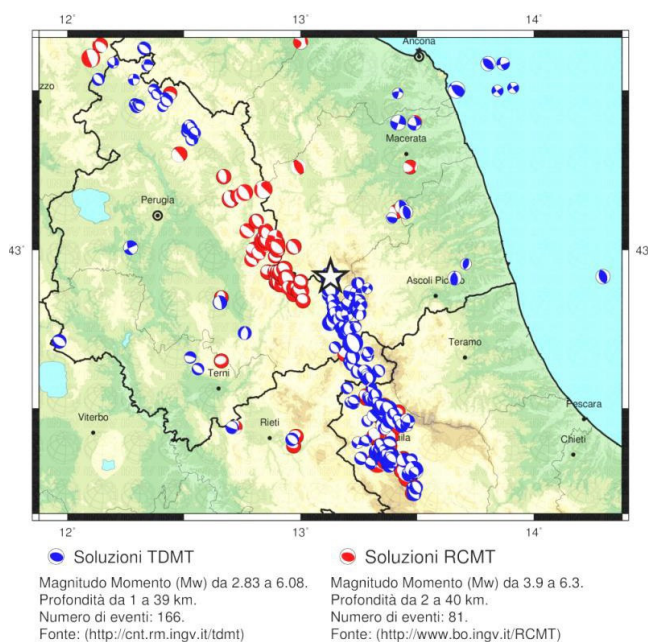 12˚ 13˚ 14˚
Ancona
zzo
Macerata
Perugia
43˚ 43
Ascoli Pic o
Teramo
Terni
Pescara
Viterbo Rieti ila
Chieti
12˚ 13˚ 14˚
Soluzioni TDMT
Magnitudo Momento (Mw) da 2.83 a 6.08.
Profondità da 1 a 39 km.
Numero di eventi: 166.
Fonte: (http://cnt.rm.ingv.it/tdmt)
Soluzioni RCMT
Magnitudo Momento (Mw) da 3.9 a 6.3.
Profondità da 2 a 40 km.
Numero di eventi: 81.
Fonte: (http://www.bo.ingv.it/RCMT)